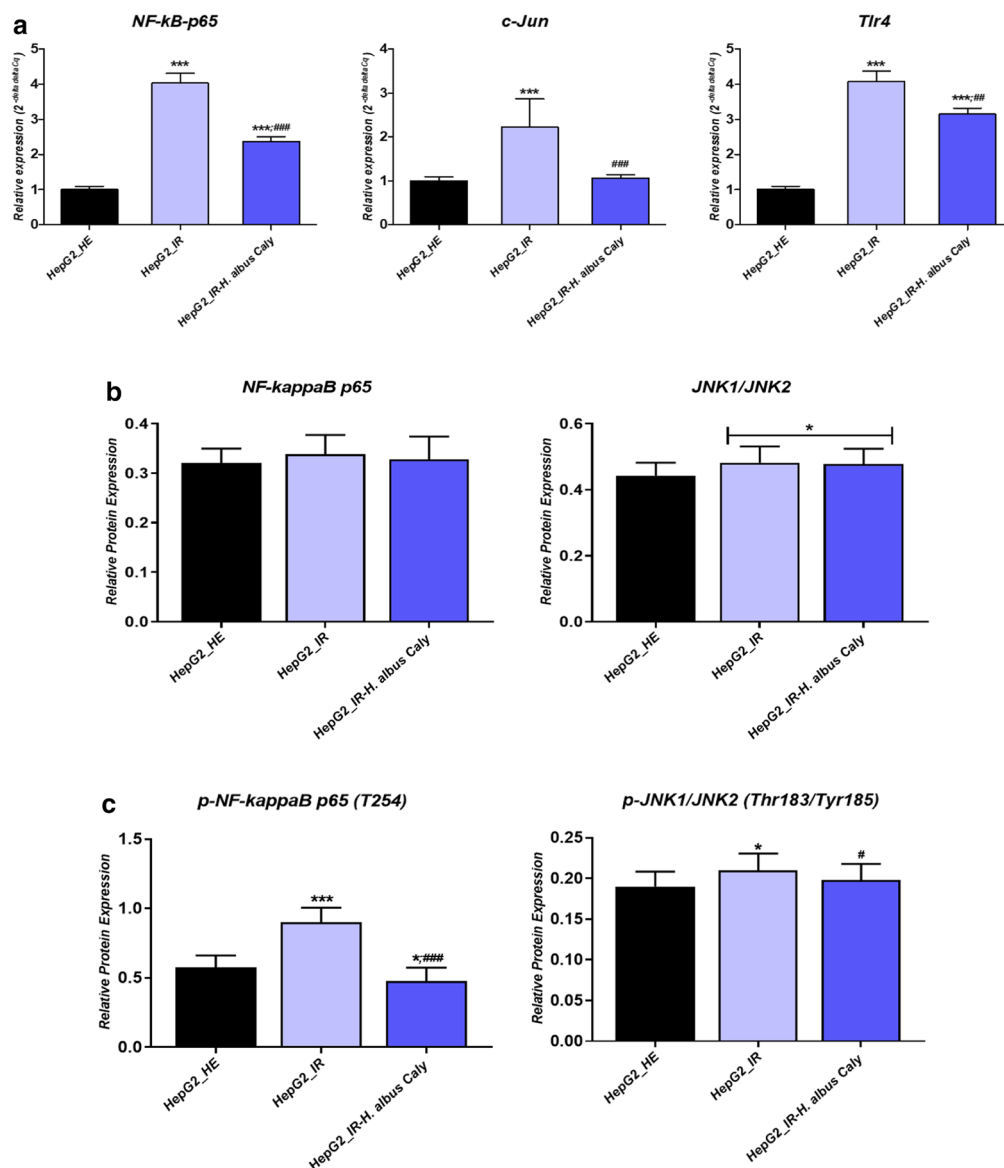 a
NF-kB-p65
Relative expression (2^-delta delta Cq)
5
4
3
2
1
0
***
***;###
HepG2_HE
HepG2_IR
HepG2_IR-H. albus Caly
c-Jun
Relative expression (2^-delta delta Cq)
4
3
2
1
0
***
###
HepG2_HE
HepG2_IR
HepG2_IR-H. albus Caly
Tlr4
Relative expression (2^-delta delta Cq)
5
4
3
2
1
0
***
***;##
HepG2_HE
HepG2_IR
HepG2_IR-H. albus Caly
b
NF-kappaB p65
Relative Protein Expression
0.4
0.3
0.2
0.1
0.0
HepG2_HE
HepG2_IR
HepG2_IR-H. albus Caly
JNK1/JNK2
Relative Protein Expression
0.6
0.4
0.2
0.0
*
HepG2_HE
HepG2_IR
HepG2_IR-H. albus Caly
c
p-NF-kappaB p65 (T254)
Relative Protein Expression
1.5
1.0
0.5
0.0
***
*;###
HepG2_HE
HepG2_IR
HepG2_IR-H. albus Caly
p-JNK1/JNK2 (Thr183/Tyr185)
Relative Protein Expression
0.25
0.20
0.15
0.10
0.05
0.00
*
#
HepG2_HE
HepG2_IR
HepG2_IR-H. albus Caly